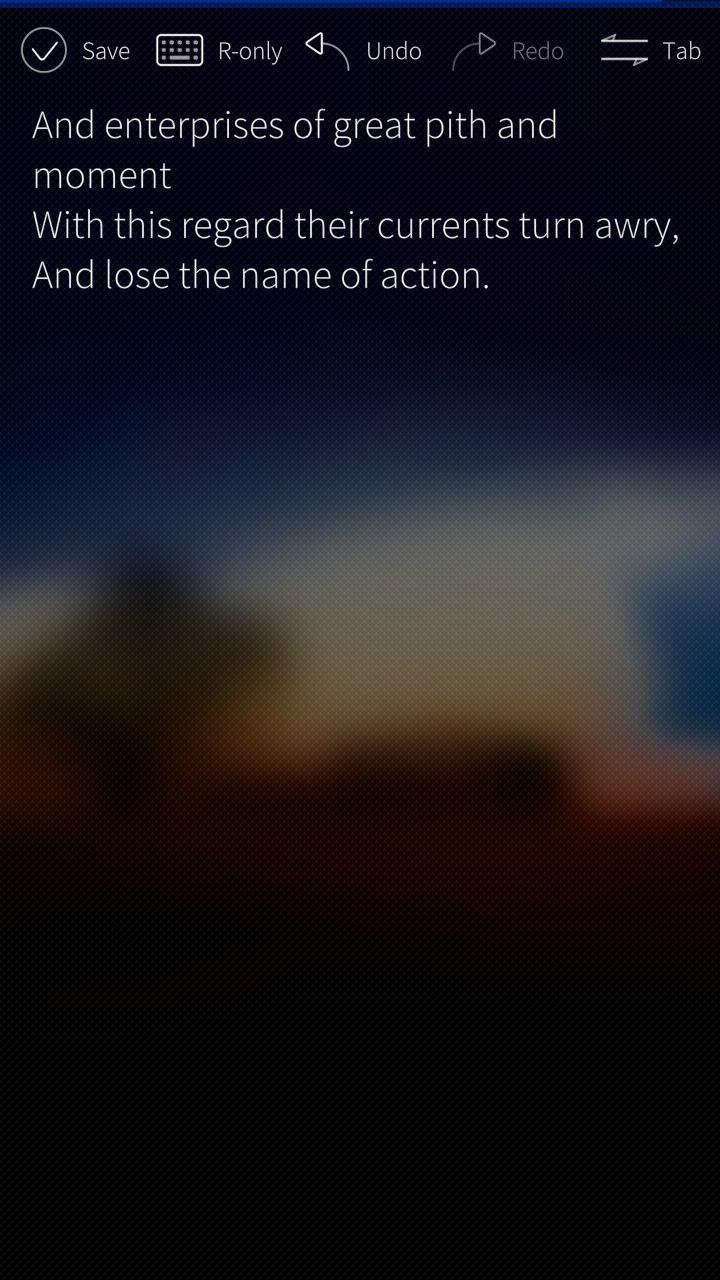 Save R-only Undo Redo Tab
And enterprises of great pith and
moment
With this regard their currents turn awry,
And lose the name of action.